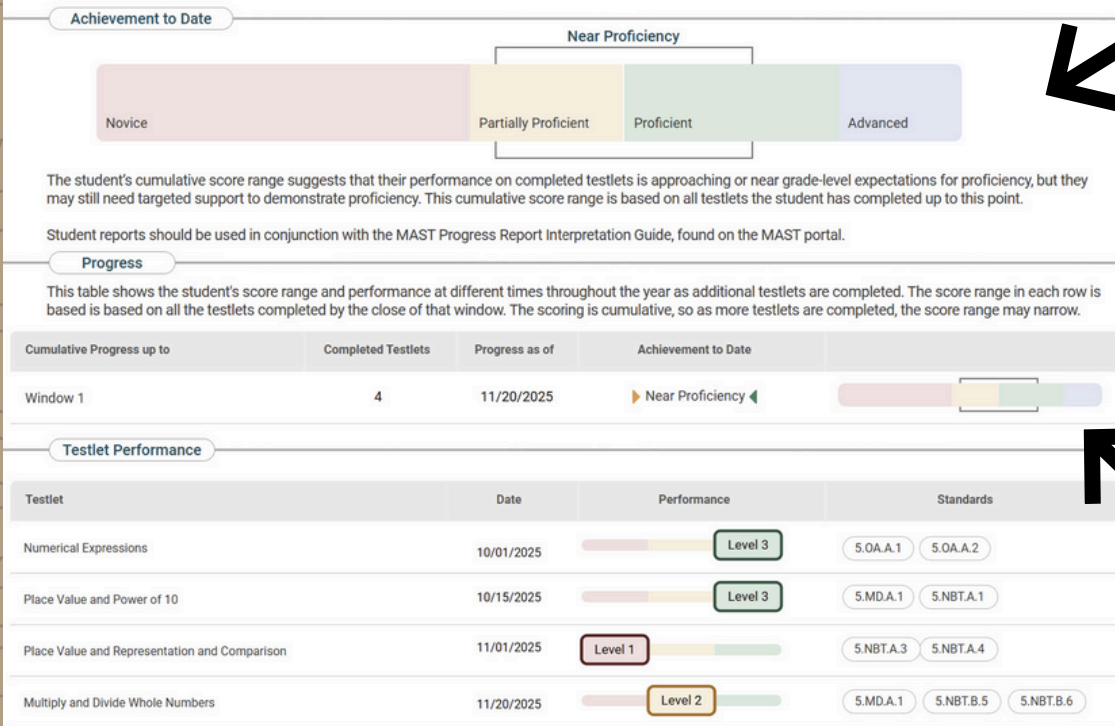 Achievement to Date
Near Proficiency
Novice Partially Proficient Proficient Advanced
The student's cumulative score range suggests that their performance on completed testlets is approaching or near grade-level expectations for proficiency, but they
may still need targeted support to demonstrate proficiency. This cumulative score range is based on all testlets the student has completed up to this point.
Student reports should be used in conjunction with the MAST Progress Report Interpretation Guide, found on the MAST portal.
Progress
This table shows the student's score range and performance at different times throughout the year as additional testlets are completed. The score range in each row is
based is based on all the testlets completed by the close of that window. The scoring is cumulative, so as more testlets are completed, the score range may narrow.
Cumulative Progress up to Completed Testlets Progress as of Achievement to Date
Window 1 4 11/20/2025 Near Proficiency
Testlet Performance
Testlet Date Performance Standards
Numerical Expressions 10/01/2025 Level 3 5.OA.A.1 5.OA.A.2
Place Value and Power of 10 10/15/2025 Level 3 5.MD.A.1 5.NBT.A.1
Place Value and Representation and Comparison 11/01/2025 Level 1 5.NBT.A.3 5.NBT.A.4
Multiply and Divide Whole Numbers 11/20/2025 Level 2 5.MD.A.1 5.NBT.B.5 5.NBT.B.6